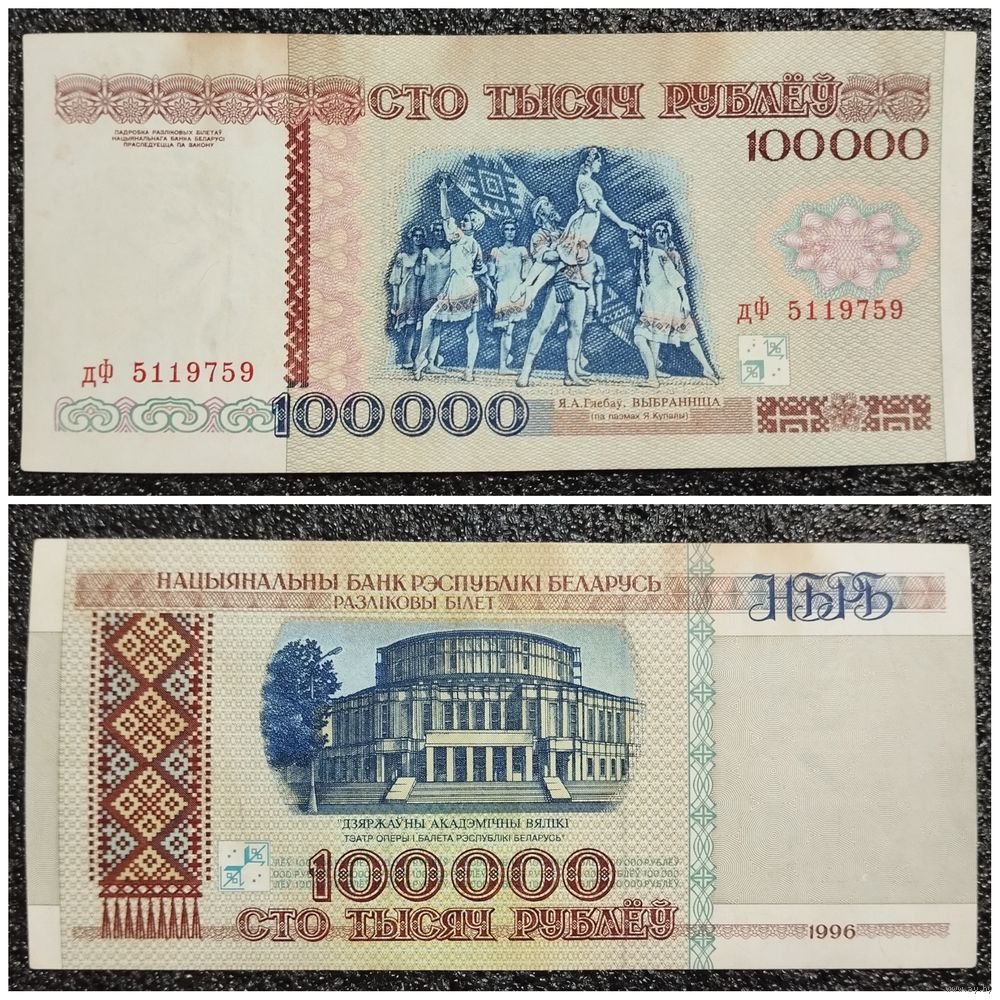 СТО ТЫСЯЧ РУБЛЁЎ
100000
ПАДРОБКА РАЗЛІКОВЫХ БІЛЕТАЎ
НАЦЫЯНАЛЬНАГА БАНКА БЕЛАРУСІ
ПРАСЛЕДУЕЦЦА ПА ЗАКОНУ
дФ 5119759
дФ 5119759
100000
Я.А.Глебаў, ВЫБРАННІЦА
(па паэмах Я.Купалы)
НАЦЫЯНАЛЬНЫ БАНК РЭСПУБЛІКІ БЕЛАРУСЬ
РАЗЛІКОВЫ БІЛЕТ
НБРБ
"ДЗЯРЖАЎНЫ АКАДЭМІЧНЫ ВЯЛІКІ
ТЭАТР ОПЕРЫ І БАЛЕТА РЭСПУБЛІКІ БЕЛАРУСЬ"
100000
СТО ТЫСЯЧ РУБЛЁЎ
1996